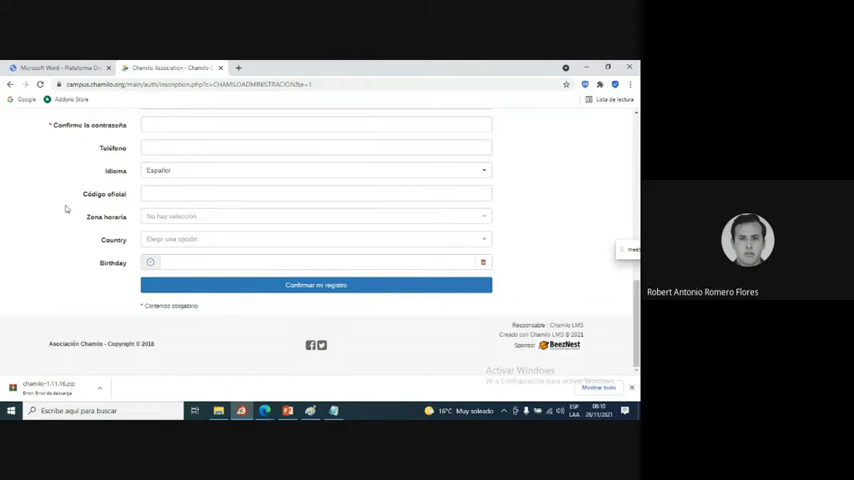 Microsoft Word - Plataforma Ch
Chamilo Association - Chamilo C
campus.chamilo.org/main/auth/inscription.php?c=CHAMILOADMINISTRACION&e=1
Google
Addons Store
Lista de lectura
* Confirme la contraseña
Teléfono
Idioma
Español
Código oficial
Zona horaria
No hay selección
Country
Elegir una opción
Birthday
Confirmar mi registro
* Contenido obligatorio
meet
Robert Antonio Romero Flores
Asociación Chamilo - Copyright © 2018
Responsable : Chamilo LMS
Creado con Chamilo LMS © 2021
Sponsor
BeezNest
Activar Windows
Ve a Configuración para activar Windows.
chamilo-1.11.16.zip
Error: Error de descarga
Mostrar todo
Escribe aquí para buscar
16°C Muy soleado
ESP
LAA
08:10
28/11/2021